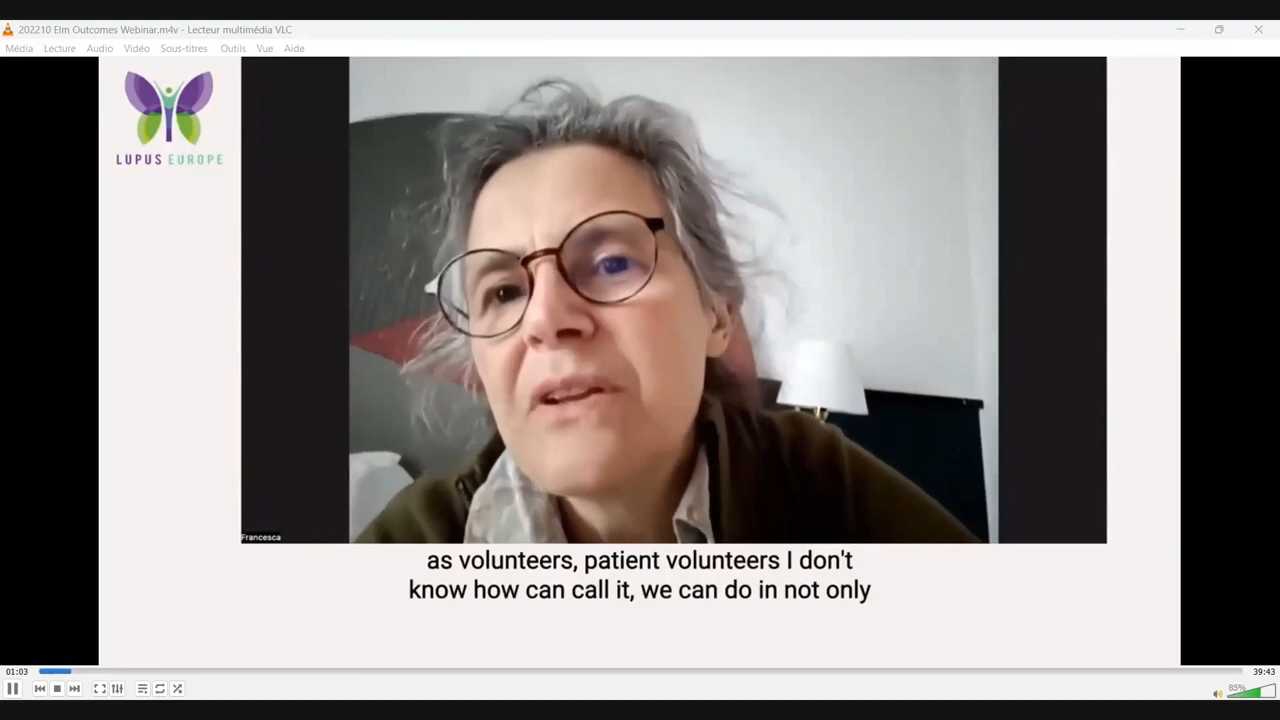 202210 Elm Outcomes Webinar.m4v - Lecteur multimédia VLC
Média Lecture Audio Vidéo Sous-titres Outils Vue Aide
LUPUS EUROPE
Francesca
as volunteers, patient volunteers I don't
know how can call it, we can do in not only
01:03
39:43
85%